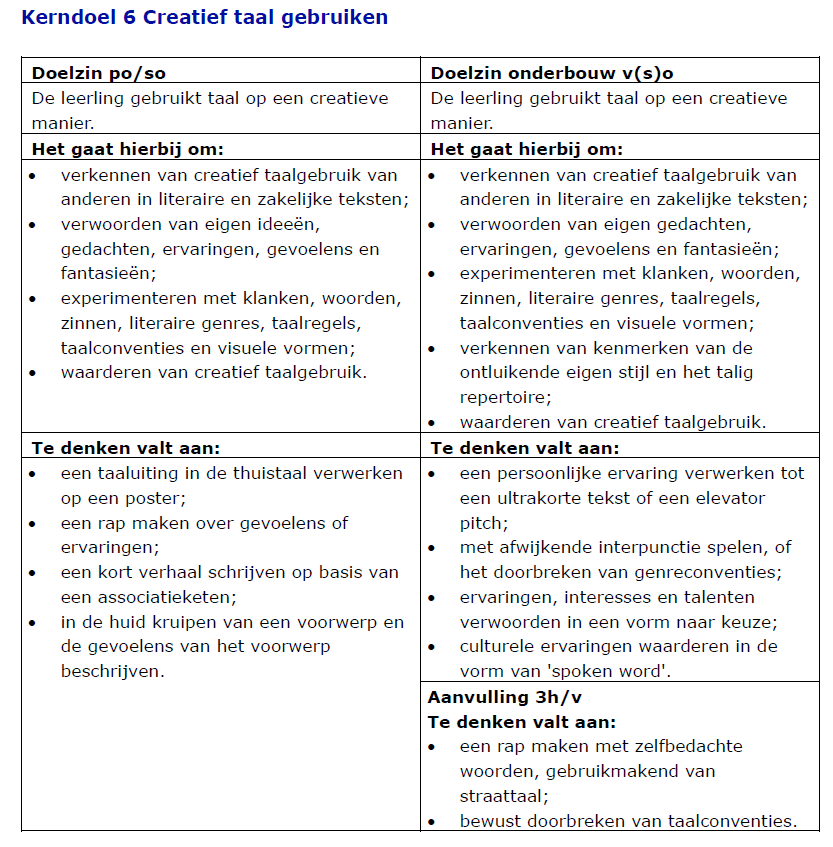 Kerndoel 6 Creatief taal gebruiken
Doelzin po/so
De leerling gebruikt taal op een creatieve
manier.
Het gaat hierbij om:
• verkennen van creatief taalgebruik van
anderen in literaire en zakelijke teksten;
• verwoorden van eigen ideeën,
gedachten, ervaringen, gevoelens en
fantasieën;
• experimenteren met klanken, woorden,
zinnen, literaire genres, taalregels,
taalconventies en visuele vormen;
• waarderen van creatief taalgebruik.
Te denken valt aan:
• een taaluiting in de thuistaal verwerken
op een poster;
• een rap maken over gevoelens of
ervaringen;
• een kort verhaal schrijven op basis van
een associatieketen;
• in de huid kruipen van een voorwerp en
de gevoelens van het voorwerp
beschrijven.
Doelzin onderbouw v(s)o
De leerling gebruikt taal op een creatieve
manier.
Het gaat hierbij om:
• verkennen van creatief taalgebruik van
anderen in literaire en zakelijke teksten;
• verwoorden van eigen gedachten,
ervaringen, gevoelens en fantasieën;
• experimenteren met klanken, woorden,
zinnen, literaire genres, taalregels,
taalconventies en visuele vormen;
• verkennen van kenmerken van de
ontluikende eigen stijl en het talig
repertoire;
• waarderen van creatief taalgebruik.
Te denken valt aan:
• een persoonlijke ervaring verwerken tot
een ultrakorte tekst of een elevator
pitch;
• met afwijkende interpunctie spelen, of
het doorbreken van genreconventies;
• ervaringen, interesses en talenten
verwoorden in een vorm naar keuze;
• culturele ervaringen waarderen in de
vorm van 'spoken word'.
Aanvulling 3h/v
Te denken valt aan:
• een rap maken met zelfbedachte
woorden, gebruikmakend van
straattaal;
• bewust doorbreken van taalconventies.